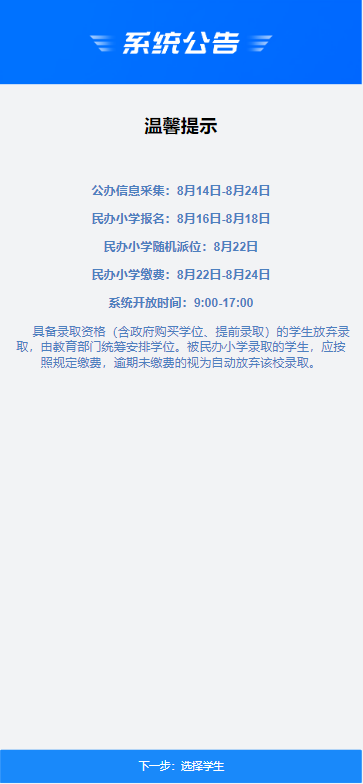 系统公告
温馨提示
公办信息采集：8月14日-8月24日
民办小学报名：8月16日-8月18日
民办小学随机派位：8月22日
民办小学缴费：8月22日-8月24日
系统开放时间：9:00-17:00
具备录取资格（含政府购买学位、提前录取）的学生放弃录
取，由教育部门统筹安排学位。被民办小学录取的学生，应按
照规定缴费，逾期未缴费的视为自动放弃该校录取。
下一步：选择学生